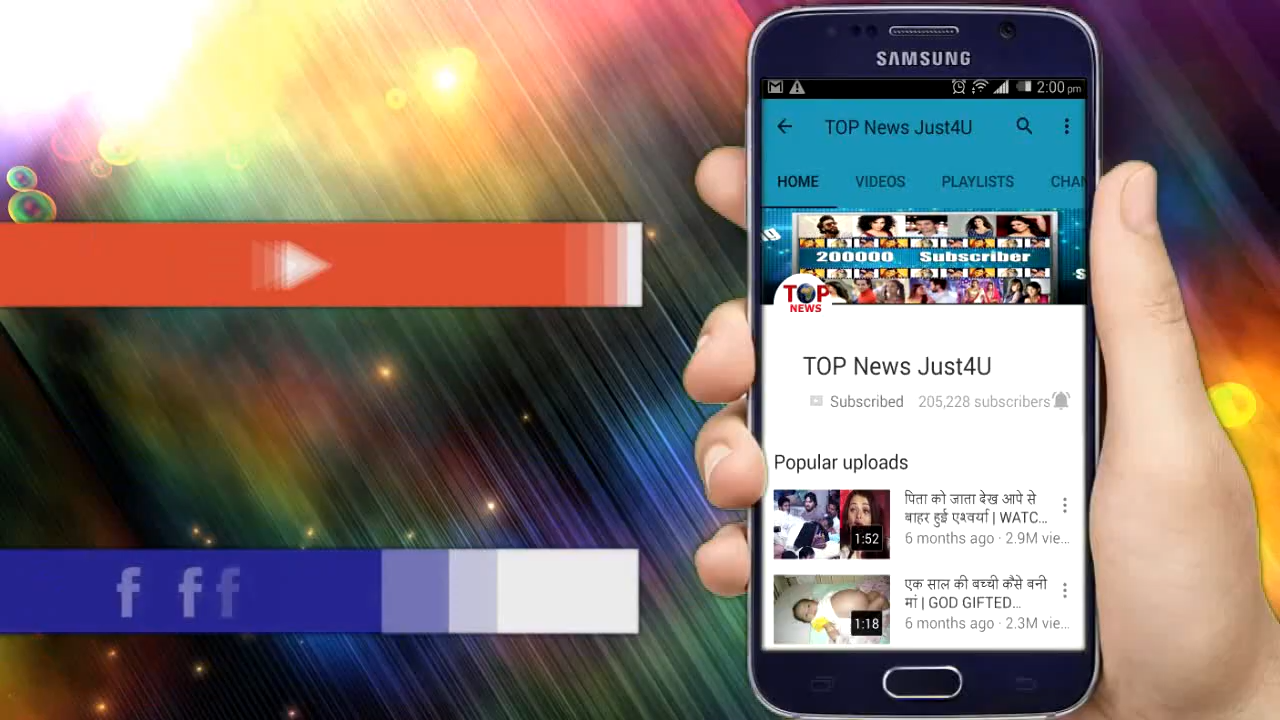 SAMSUNG
2:00 pm
TOP News Just4U
HOME VIDEOS PLAYLISTS CHAN
200000 Subscriber
TOP
NEWS
TOP News Just4U
Subscribed 205,228 subscribers
Popular uploads
पिता को जाता देख आपे से
बाहर हुई एश्वर्या | WATC...
6 months ago · 2.9M vie...
1:52
एक साल की बच्ची कैसे बनी
मां | GOD GIFTED...
6 months ago · 2.3M vie...
1:18
f f f